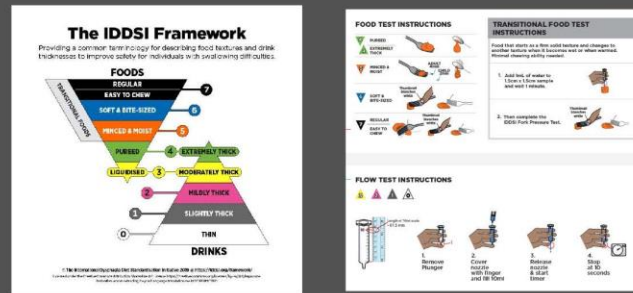 The IDDSI Framework
Providing a common terminology for describing food textures and drink
thicknesses to improve safety for individuals with swallowing difficulties.
FOODS
TRANSITIONAL FOODS
REGULAR
EASY TO CHEW
7
SOFT & BITE-SIZED
6
MINCED & MOIST
5
PUREED
4
EXTREMELY THICK
LIQUIDISED
3
MODERATELY THICK
2
MILDLY THICK
1
SLIGHTLY THICK
0
THIN
DRINKS
FOOD TEST INSTRUCTIONS
PUREED
EXTREMELY
THICK
MINCED &
MOIST
SOFT &
BITE-SIZED
REGULAR
EASY TO
CHEW
TRANSITIONAL FOOD TEST
INSTRUCTIONS
Food that starts as a firm solid texture and changes to
another texture when it becomes wet or when warmed.
Minimal chewing ability needed.
1. Add 1mL of water to
1.5cm x 1.5cm sample
and wait 1 minute.
2. Then complete the
IDDSI Fork Pressure Test.
FLOW TEST INSTRUCTIONS
1.
Remove
Plunger
2.
Cover
nozzle
with finger
and fill 10ml
3.
Release
nozzle
& start
timer
4.
Stop
at 10
seconds